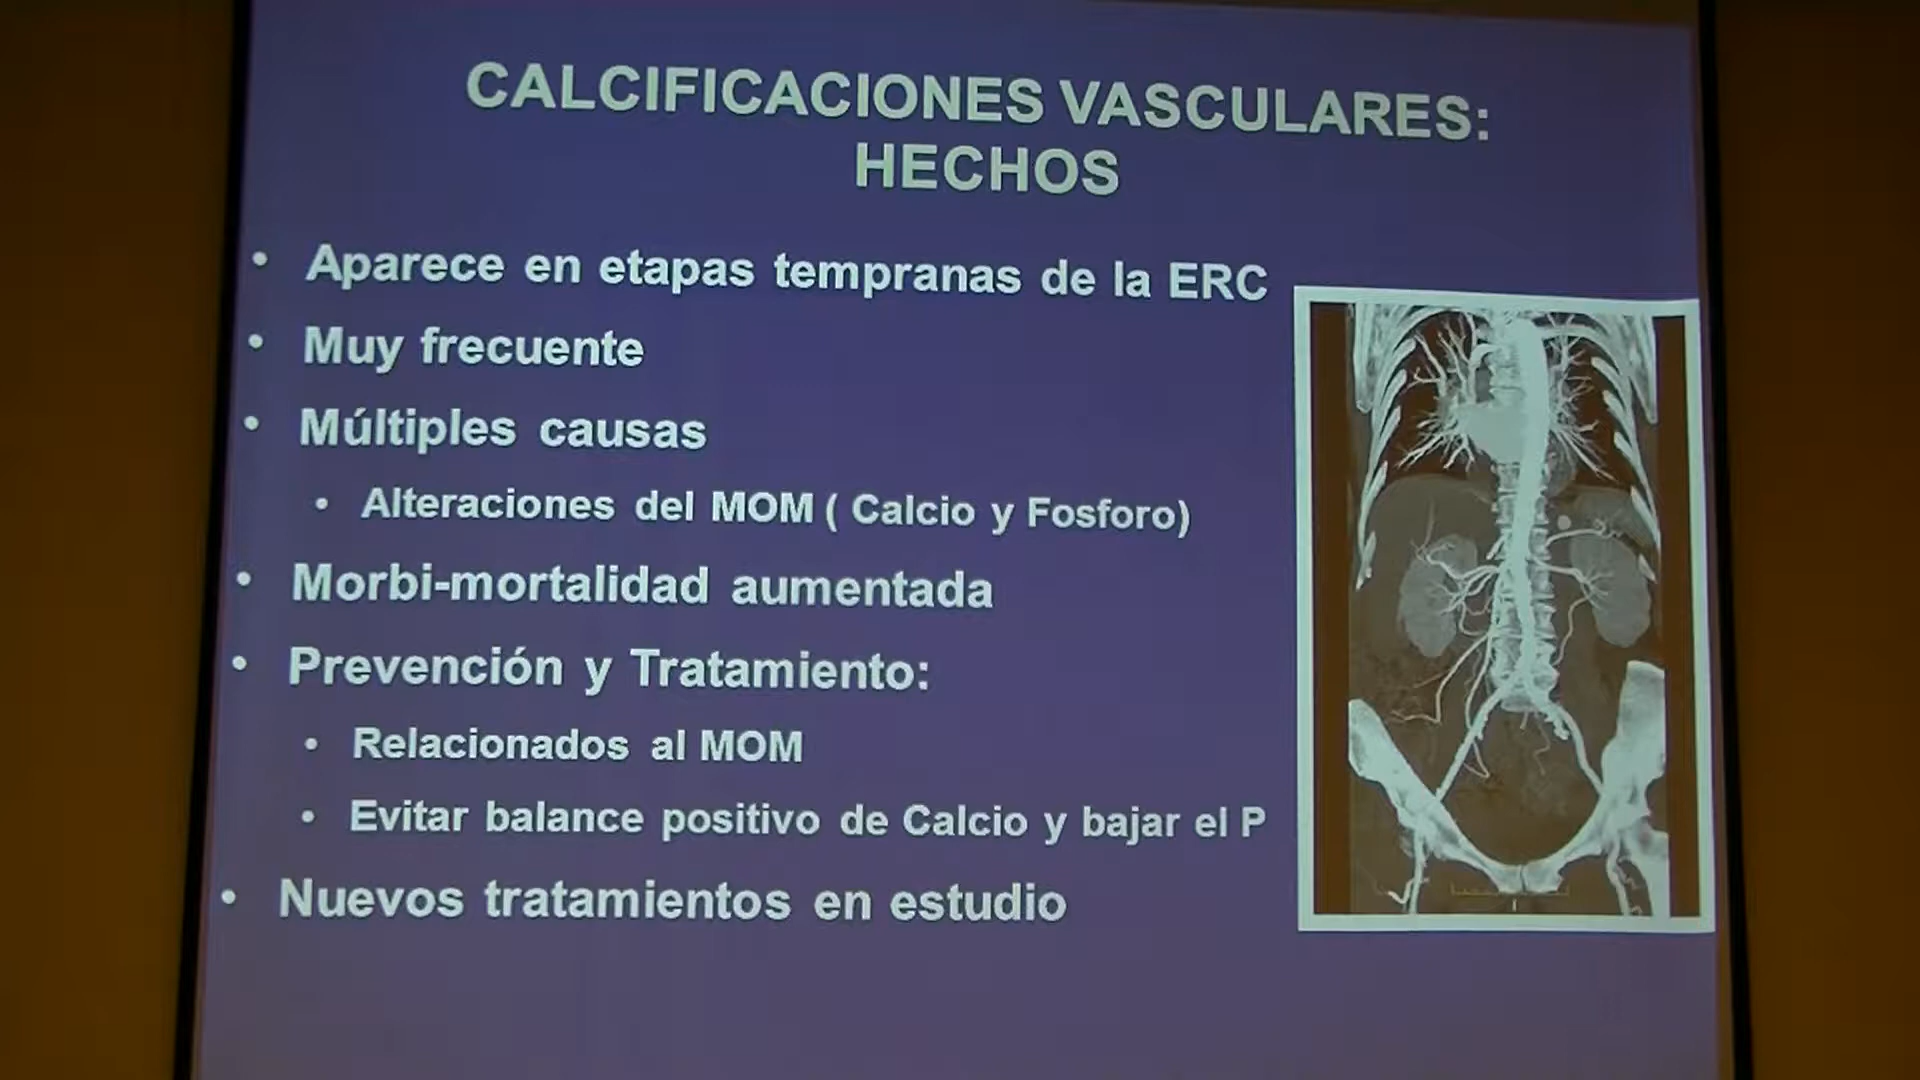 CALCIFICACIONES VASCULARES:
HECHOS
• Aparece en etapas tempranas de la ERC
• Muy frecuente
• Múltiples causas
• Alteraciones del MOM ( Calcio y Fosforo)
• Morbi-mortalidad aumentada
• Prevención y Tratamiento:
• Relacionados al MOM
• Evitar balance positivo de Calcio y bajar el P
• Nuevos tratamientos en estudio